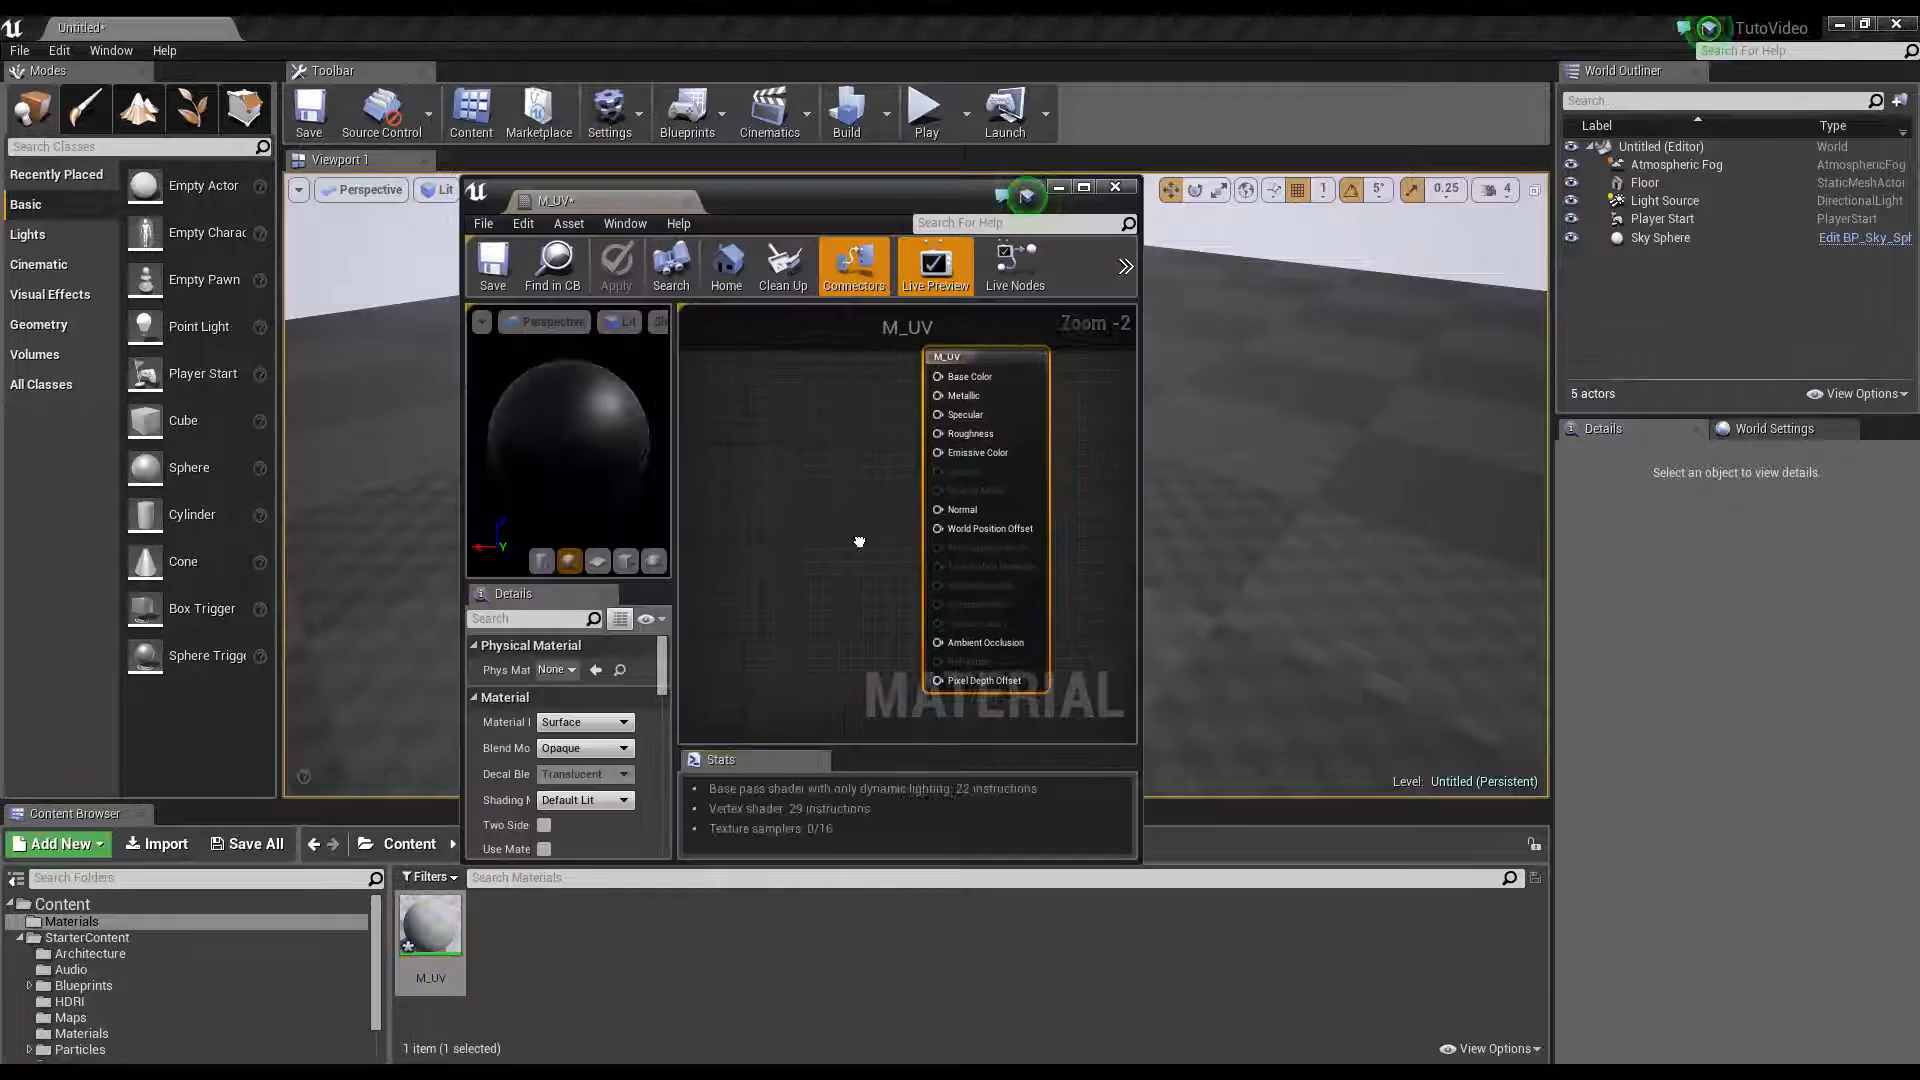 Untitled*
TutoVideo
File Edit Window Help
Search For Help
Modes
Toolbar
World Outliner
Save Source Control Content Marketplace Settings Blueprints Cinematics Build Play Launch
Search...
Label Type
Search Classes
Viewport 1
Untitled (Editor) World
Atmospheric Fog AtmosphericFog
Floor StaticMeshActor
Light Source DirectionalLight
Player Start PlayerStart
Sky Sphere Edit BP_Sky_Sph
5 actors View Options
Details World Settings
Select an object to view details.
Recently Placed
Basic
Lights
Cinematic
Visual Effects
Geometry
Volumes
All Classes
Empty Actor
Empty Charac
Empty Pawn
Point Light
Player Start
Cube
Sphere
Cylinder
Cone
Box Trigger
Sphere Trigge
Perspective Lit
1 5° 0.25 4
M_UV*
File Edit Asset Window Help
Search For Help
Save Find in CB Apply Search Home Clean Up Connectors Live Preview Live Nodes
Perspective Lit Sh
M_UV Zoom -2
M_UV
Base Color
Metallic
Specular
Roughness
Emissive Color
Normal
World Position Offset
Ambient Occlusion
Pixel Depth Offset
MATERIAL
Y
Details
Search
Physical Material
Phys Mat None
Material
Material I Surface
Blend Mo Opaque
Decal Ble Translucent
Shading M Default Lit
Two Side
Use Mate
Stats
Base pass shader with only dynamic lighting: 22 instructions
Vertex shader: 29 instructions
Texture samplers: 0/16
Level: Untitled (Persistent)
Content Browser
Add New Import Save All Content
Search Folders
Filters Search Materials
Content
Materials
StarterContent
Architecture
Audio
Blueprints
HDRI
Maps
Materials
Particles
M_UV
1 item (1 selected) View Options